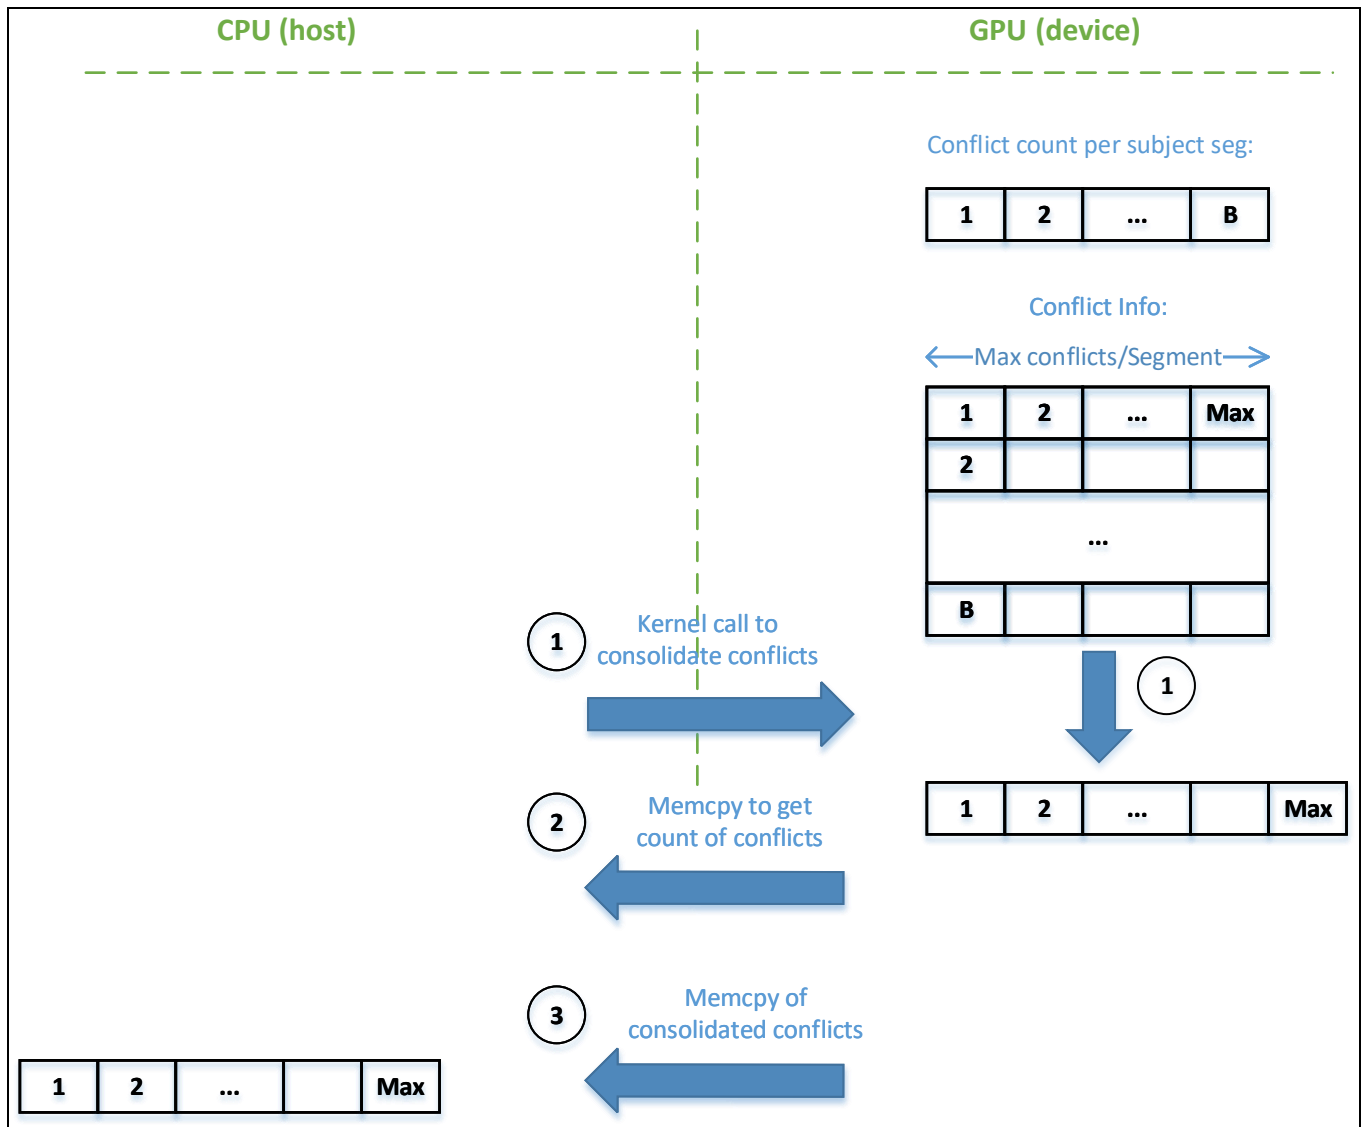 CPU (host)
GPU (device)
Conflict count per subject seg:
1 2 ... B
Conflict Info:
Max conflicts/Segment
1 2 ... Max
2
...
B
1
Kernel call to
consolidate conflicts
1
2
Memcpy to get
count of conflicts
1 2 ... Max
3
Memcpy of
consolidated conflicts
1 2 ... Max